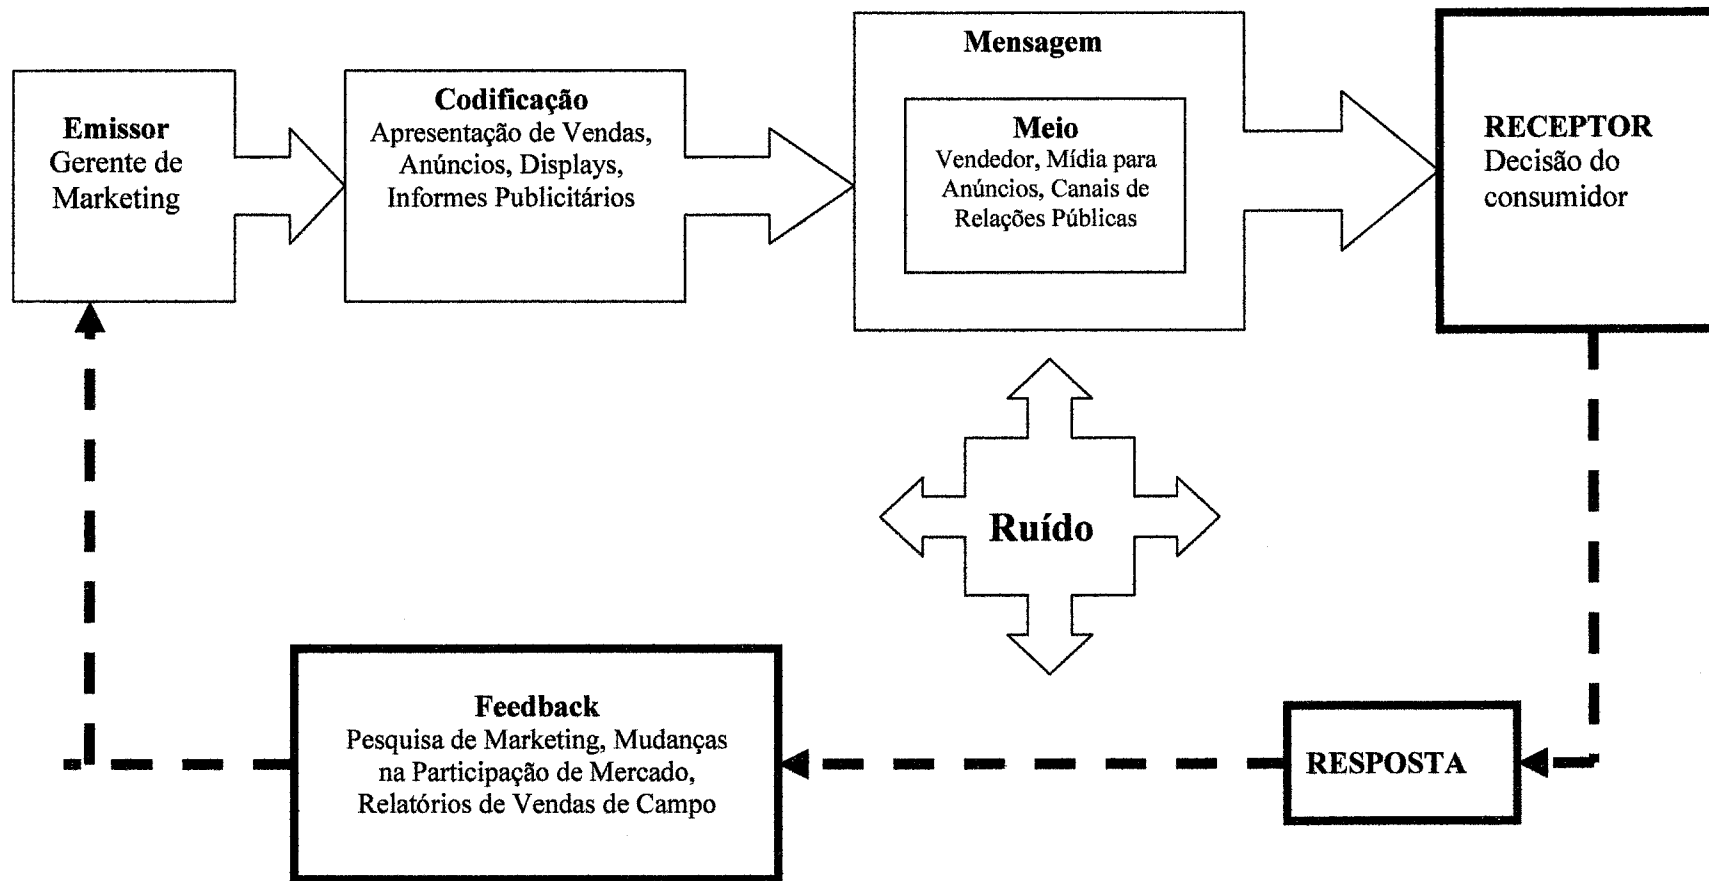 Emissor
Gerente de
Marketing
Codificação
Apresentação de Vendas,
Anúncios, Displays,
Informes Publicitários
Mensagem
Meio
Vendedor, Mídia para
Anúncios, Canais de
Relações Públicas
RECEPTOR
Decisão do
consumidor
Ruído
Feedback
Pesquisa de Marketing, Mudanças
na Participação de Mercado,
Relatórios de Vendas de Campo
RESPOSTA